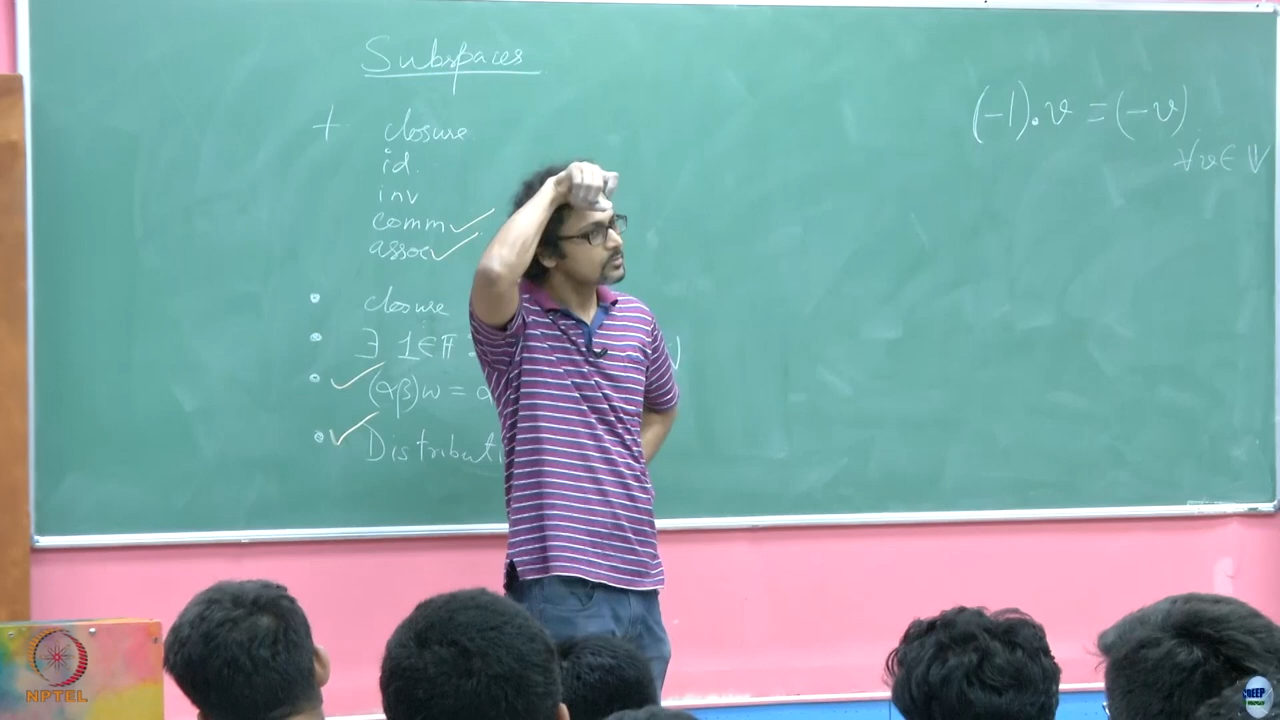 Subspaces
+ closure
id.
inv
comm ✓
assoc ✓
• closure
• ∃ 1 ∈ 𝔽
• ✓ (αβ)w = α
• ✓ Distributi
(-1)·v = (-v)
∀v ∈ 𝕍
NPTEL